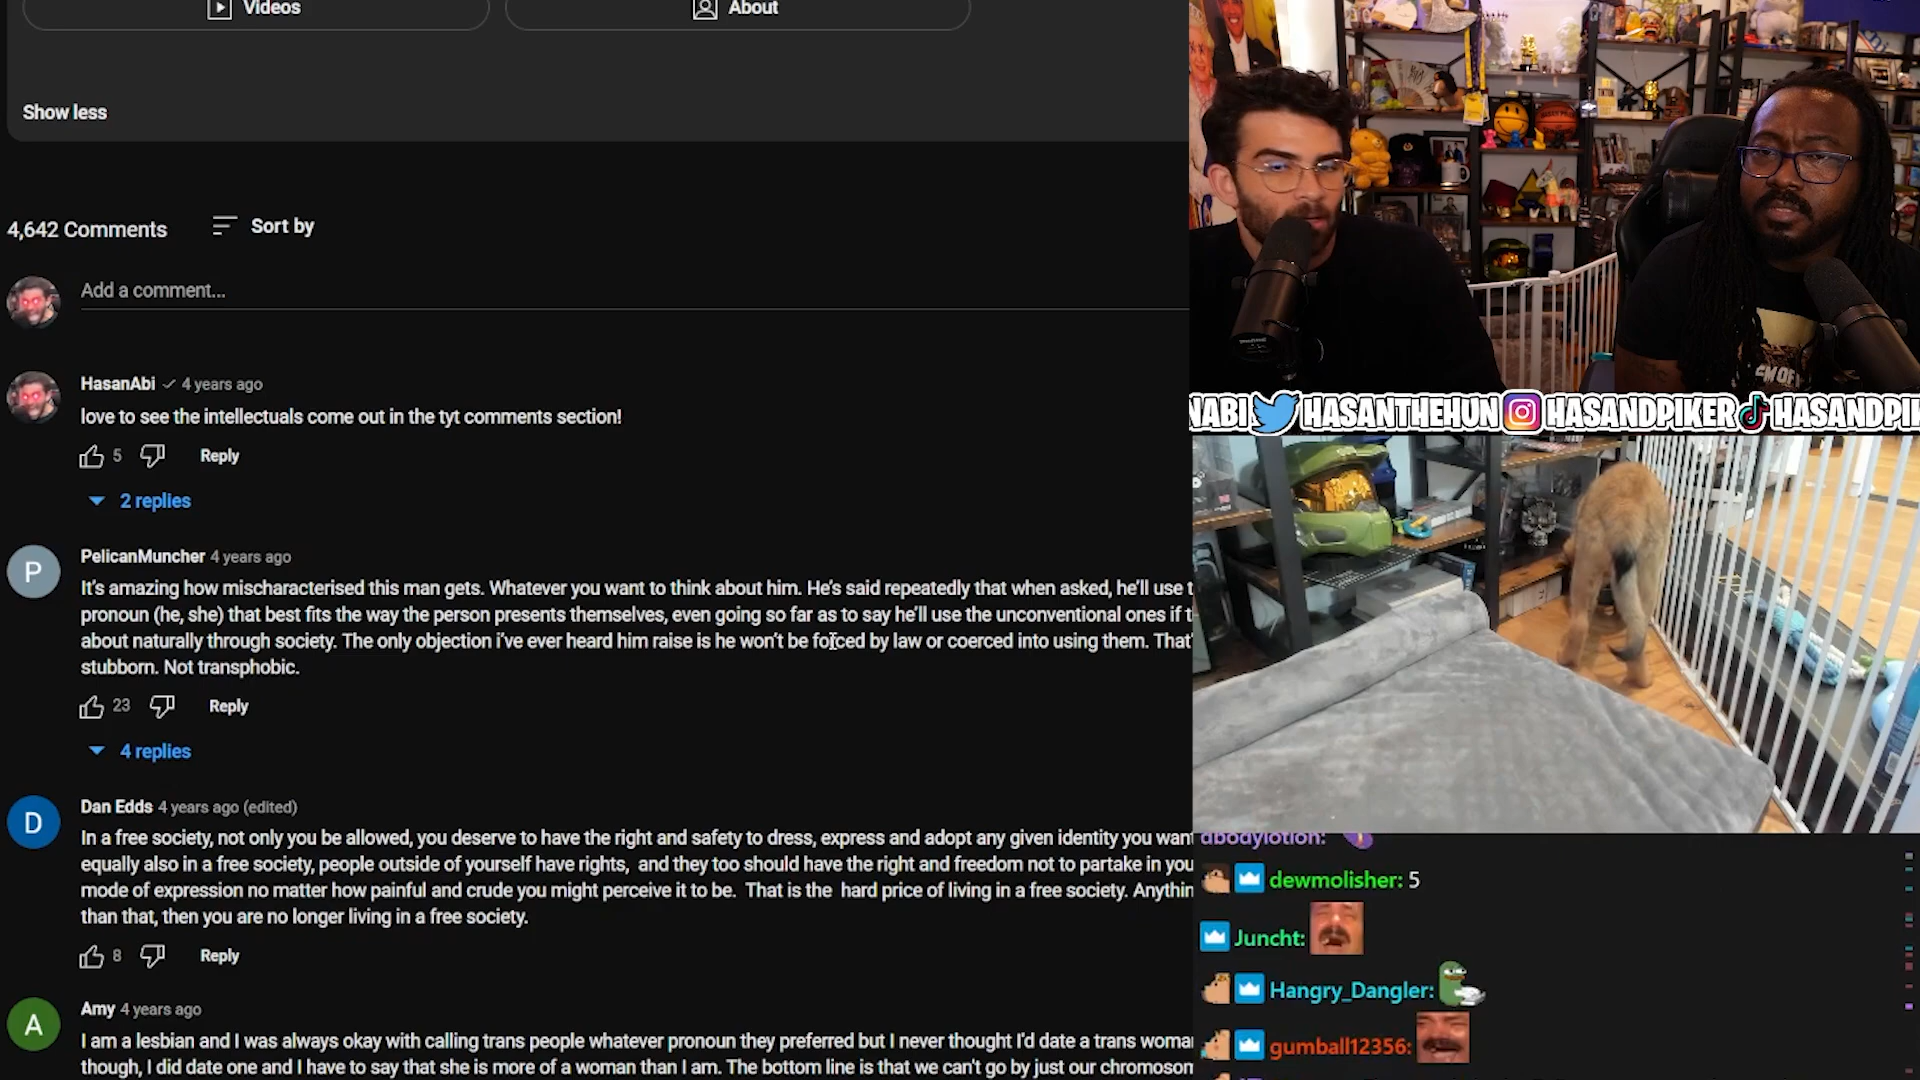 Videos
About
Show less
4,642 Comments
Sort by
Add a comment...
HasanAbi 4 years ago
love to see the intellectuals come out in the tyt comments section!
5
Reply
2 replies
P
PelicanMuncher 4 years ago
It's amazing how mischaracterised this man gets. Whatever you want to think about him. He's said repeatedly that when asked, he'll use
pronoun (he, she) that best fits the way the person presents themselves, even going so far as to say he'll use the unconventional ones if
about naturally through society. The only objection i've ever heard him raise is he won't be forced by law or coerced into using them. That'
stubborn. Not transphobic.
23
Reply
4 replies
D
Dan Edds 4 years ago (edited)
In a free society, not only you be allowed, you deserve to have the right and safety to dress, express and adopt any given identity you want
equally also in a free society, people outside of yourself have rights, and they too should have the right and freedom not to partake in you
mode of expression no matter how painful and crude you might perceive it to be. That is the hard price of living in a free society. Anythin
than that, then you are no longer living in a free society.
8
Reply
A
Amy 4 years ago
I am a lesbian and I was always okay with calling trans people whatever pronoun they preferred but I never thought I'd date a trans woma
though, I did date one and I have to say that she is more of a woman than I am. The bottom line is that we can't go by just our chromosom
NABI HASANTHEHUN HASANDPIKER HASANDPIK
abodylotion:
dewmolisher: 5
Juncht:
Hangry_Dangler:
gumball12356: